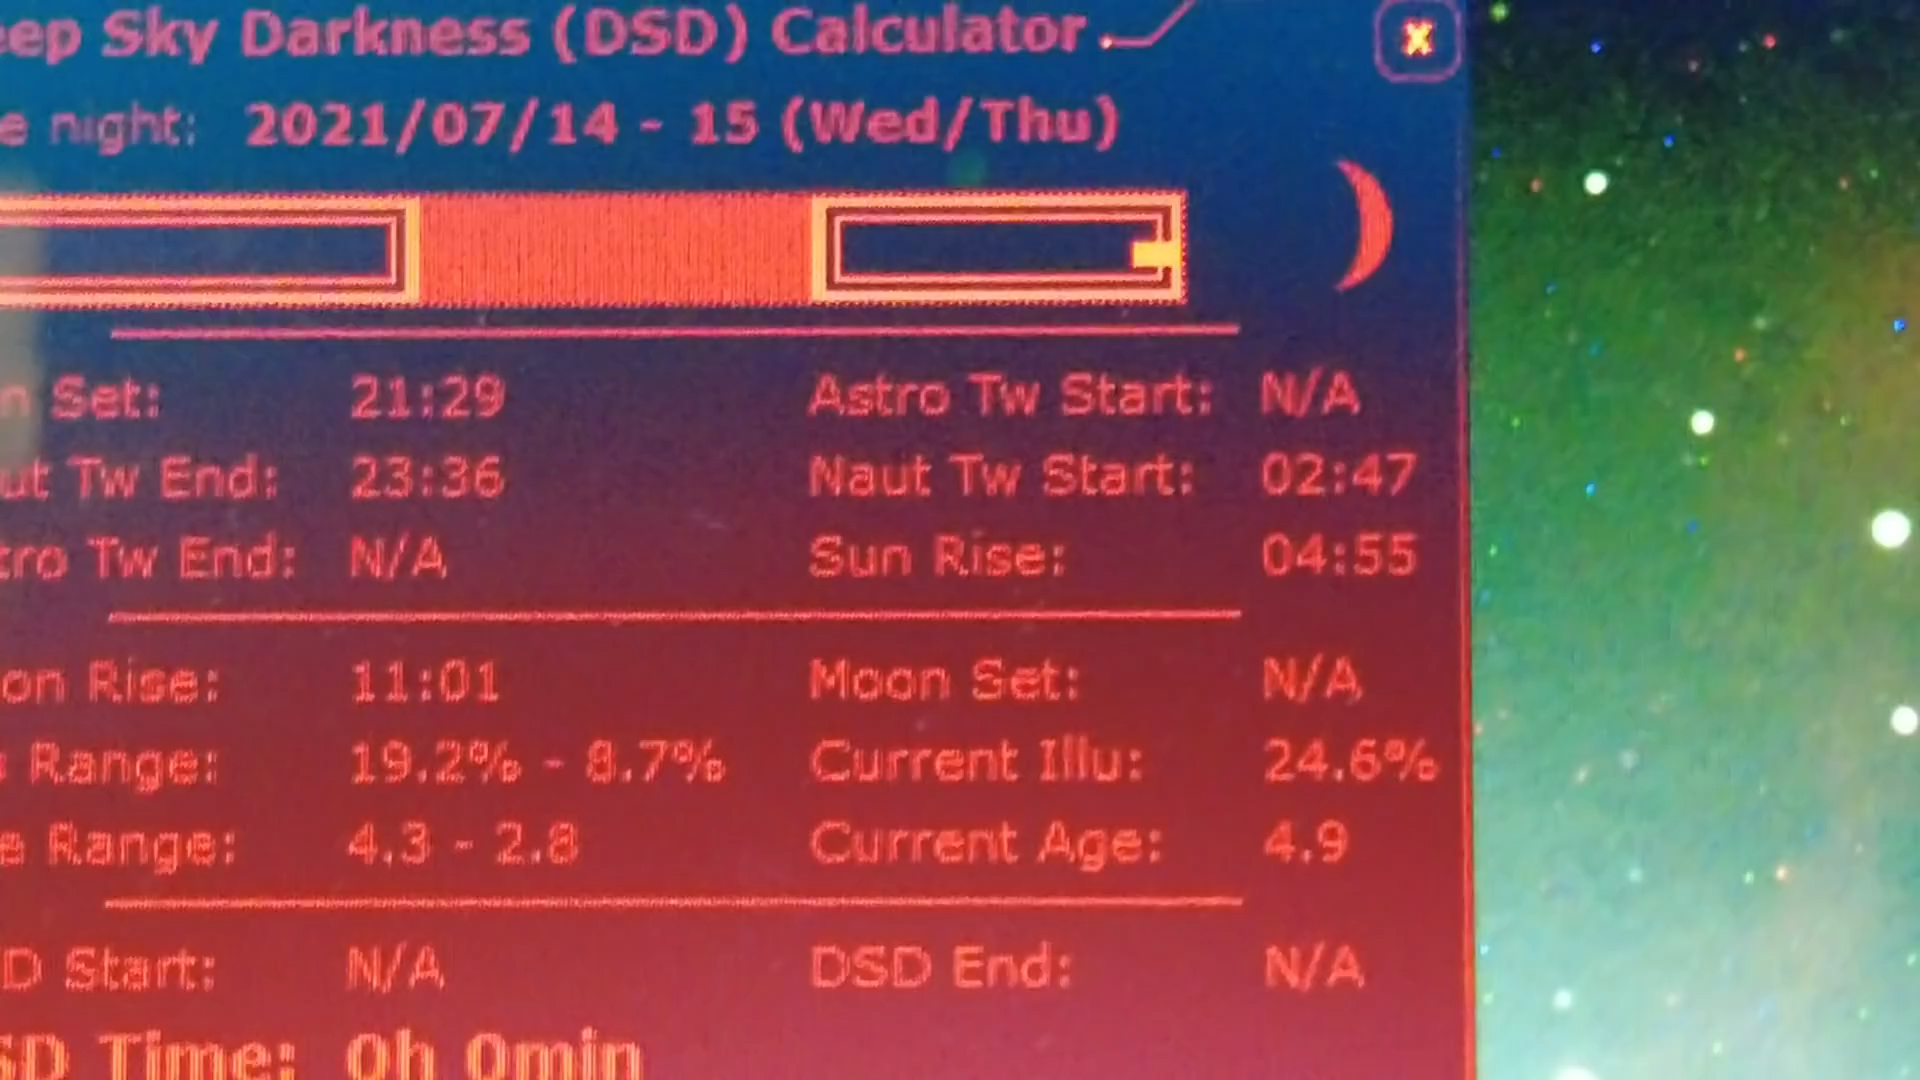 eep Sky Darkness (DSD) Calculator
e night: 2021/07/14 - 15 (Wed/Thu)
x
n Set: 21:29 Astro Tw Start: N/A
ut Tw End: 23:36 Naut Tw Start: 02:47
tro Tw End: N/A Sun Rise: 04:55
on Rise: 11:01 Moon Set: N/A
s Range: 19.2% - 8.7% Current Illu: 24.6%
e Range: 4.3 - 2.8 Current Age: 4.9
D Start: N/A DSD End: N/A
SD Time: 0h 0min